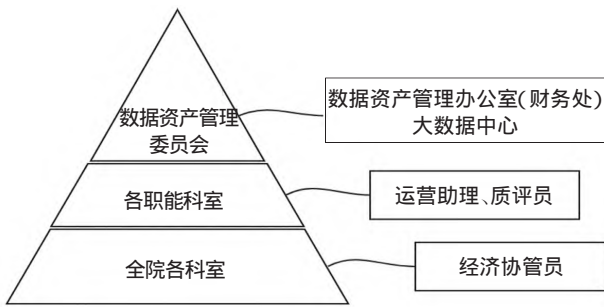 数据资产管理
委员会
数据资产管理办公室(财务处)
大数据中心
各职能科室
运营助理、质评员
全院各科室
经济协管员